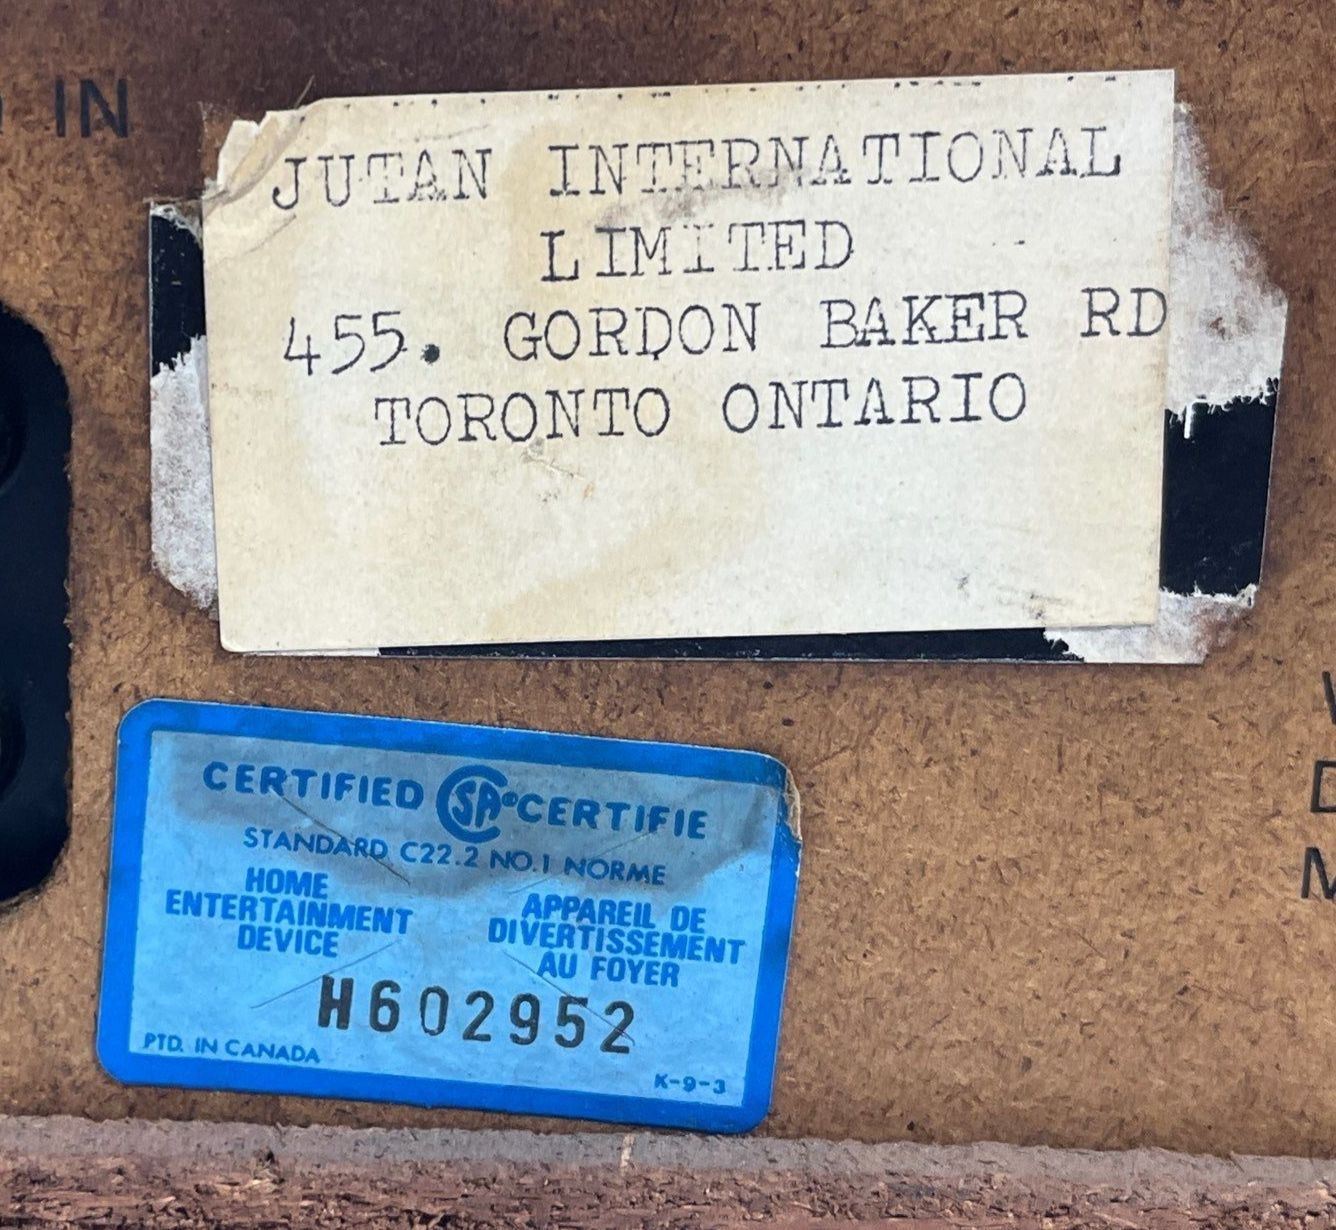 IN
JUTAN INTERNATIONAL
LIMITED
455. GORDON BAKER RD
TORONTO ONTARIO
CERTIFIED CSA® CERTIFIE
STANDARD C22.2 NO.1 NORME
HOME
ENTERTAINMENT
DEVICE
APPAREIL DE
DIVERTISSEMENT
AU FOYER
H602952
PTD. IN CANADA
K-9-3